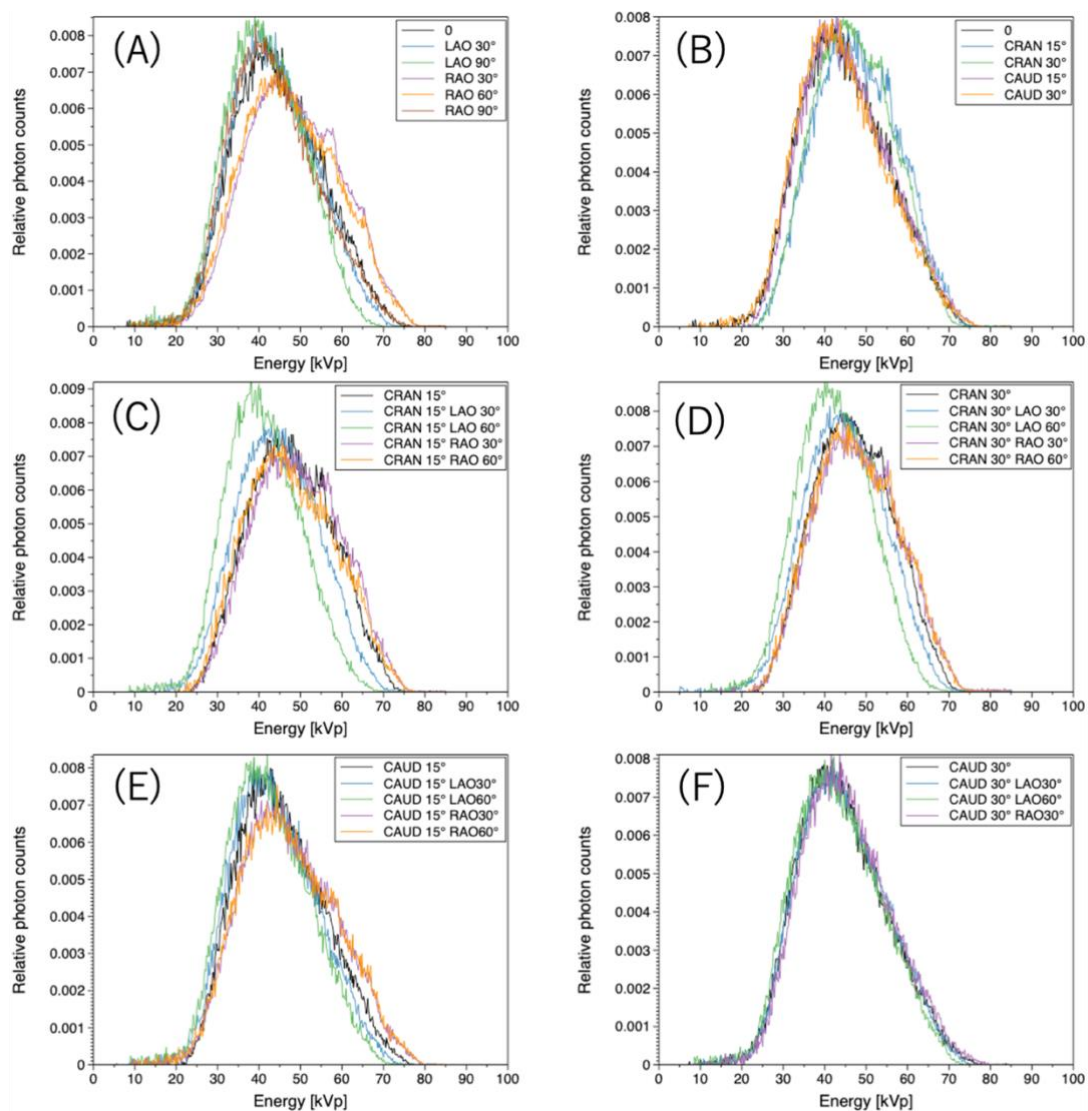 (A)
0
LAO 30°
LAO 90°
RAO 30°
RAO 60°
RAO 90°
Relative photon counts
0.008
0.007
0.006
0.005
0.004
0.003
0.002
0.001
0
0 10 20 30 40 50 60 70 80 90 100
Energy [kVp]
(B)
0
CRAN 15°
CRAN 30°
CAUD 15°
CAUD 30°
Relative photon counts
0.008
0.007
0.006
0.005
0.004
0.003
0.002
0.001
0
0 10 20 30 40 50 60 70 80 90 100
Energy [kVp]
(C)
CRAN 15°
CRAN 15° LAO 30°
CRAN 15° LAO 60°
CRAN 15° RAO 30°
CRAN 15° RAO 60°
Relative photon counts
0.009
0.008
0.007
0.006
0.005
0.004
0.003
0.002
0.001
0
0 10 20 30 40 50 60 70 80 90 100
Energy [kVp]
(D)
CRAN 30°
CRAN 30° LAO 30°
CRAN 30° LAO 60°
CRAN 30° RAO 30°
CRAN 30° RAO 60°
Relative photon counts
0.008
0.007
0.006
0.005
0.004
0.003
0.002
0.001
0
0 10 20 30 40 50 60 70 80 90 100
Energy [kVp]
(E)
CAUD 15°
CAUD 15° LAO30°
CAUD 15° LAO60°
CAUD 15° RAO30°
CAUD 15° RAO60°
Relative photon counts
0.008
0.007
0.006
0.005
0.004
0.003
0.002
0.001
0
0 10 20 30 40 50 60 70 80 90 100
Energy [kVp]
(F)
CAUD 30°
CAUD 30° LAO30°
CAUD 30° LAO60°
CAUD 30° RAO30°
Relative photon counts
0.008
0.007
0.006
0.005
0.004
0.003
0.002
0.001
0
0 10 20 30 40 50 60 70 80 90 100
Energy [kVp]